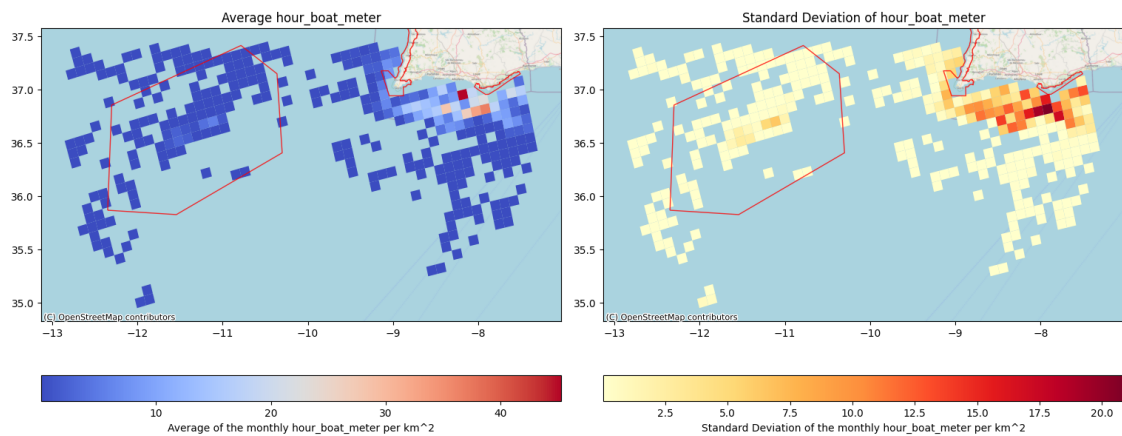 Average hour_boat_meter
Standard Deviation of hour_boat_meter
37.5
37.0
36.5
36.0
35.5
35.0
(C) OpenStreetMap contributors
−13 −12 −11 −10 −9 −8
37.5
37.0
36.5
36.0
35.5
35.0
(C) OpenStreetMap contributors
−13 −12 −11 −10 −9 −8
10 20 30 40
Average of the monthly hour_boat_meter per km^2
2.5 5.0 7.5 10.0 12.5 15.0 17.5 20.0
Standard Deviation of the monthly hour_boat_meter per km^2